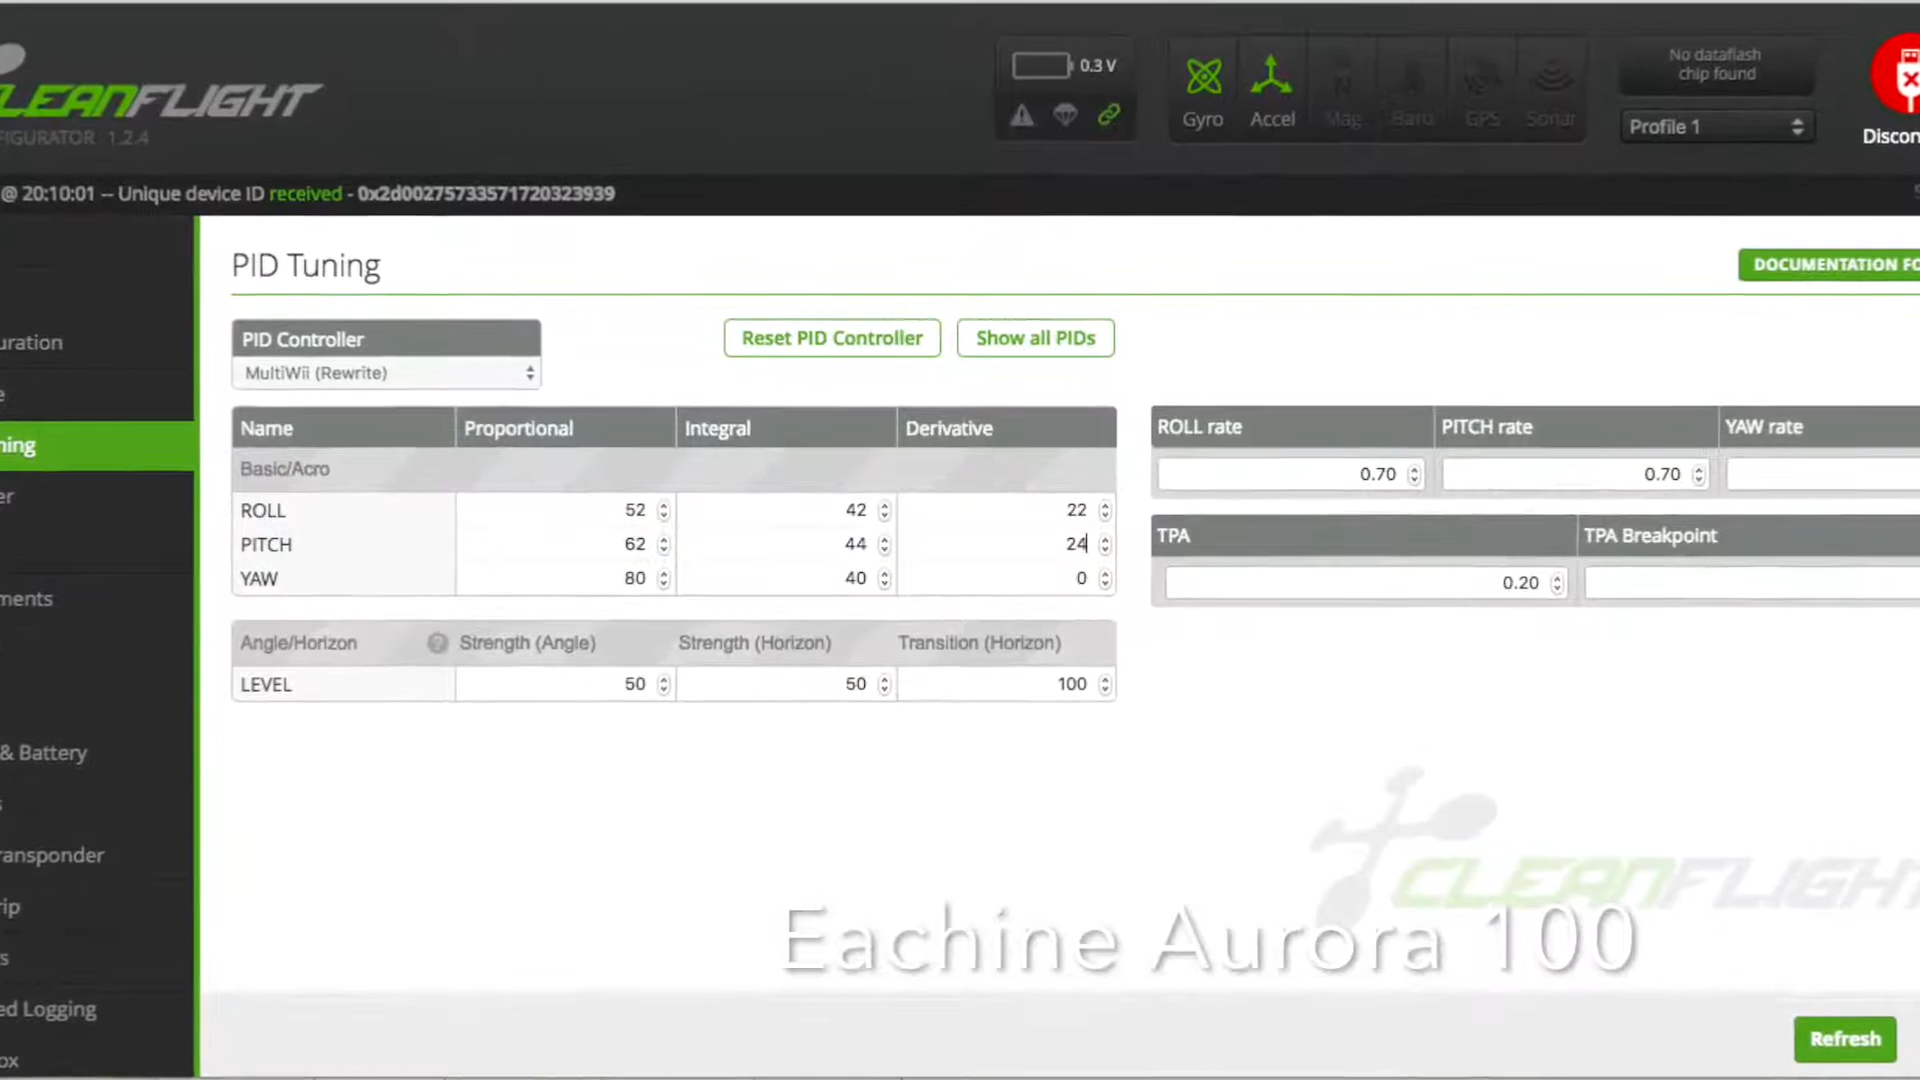 LEANFLIGHT
FIGURATOR 1.2.4
0.3 V
Gyro
Accel
Mag
Baro
GPS
Sonar
No dataflash
chip found
Profile 1
Discon
@ 20:10:01 -- Unique device ID received - 0x2d0027573357172032​3939
uration
e
ning
er
ments
& Battery
s
ransponder
rip
s
ed Logging
ox
PID Tuning
DOCUMENTATION FO
PID Controller
MultiWii (Rewrite)
Reset PID Controller
Show all PIDs
Name Proportional Integral Derivative
Basic/Acro
ROLL 52 42 22
PITCH 62 44 24
YAW 80 40 0
Angle/Horizon ? Strength (Angle) Strength (Horizon) Transition (Horizon)
LEVEL 50 50 100
ROLL rate PITCH rate YAW rate
0.70 0.70
TPA TPA Breakpoint
0.20
CLEANFLIGHT
Eachine Aurora 100
Refresh